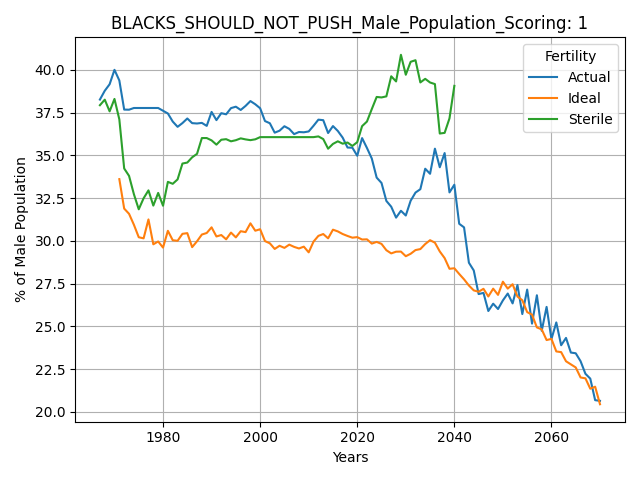 BLACKS_SHOULD_NOT_PUSH_Male_Population_Scoring: 1
Fertility
Actual
Ideal
Sterile
% of Male Population
40.0
37.5
35.0
32.5
30.0
27.5
25.0
22.5
20.0
1980
2000
2020
2040
2060
Years